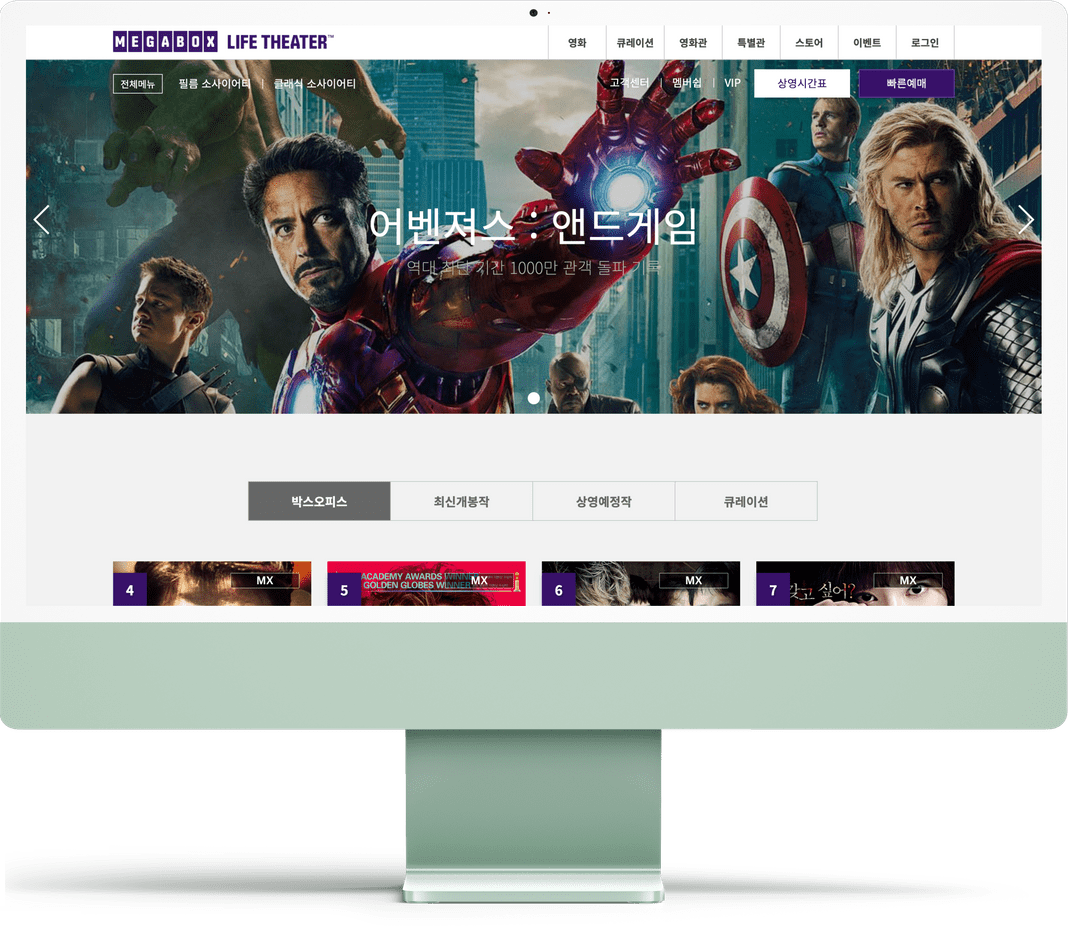 MEGABOX LIFE THEATER™
영화 큐레이션 영화관 특별관 스토어 이벤트 로그인
전체메뉴 필름 소사이어티 | 클래식 소사이어티 고객센터 | 멤버쉽 | VIP 상영시간표 빠른예매
어벤져스 : 앤드게임
역대 최단 기간 1000만 관객 돌파 기록
박스오피스 최신개봉작 상영예정작 큐레이션
4 MX 5 ACADEMY AWARDS WINNER MX 6 MX 7 갖고 싶어? MX
GOLDEN GLOBES WINNER